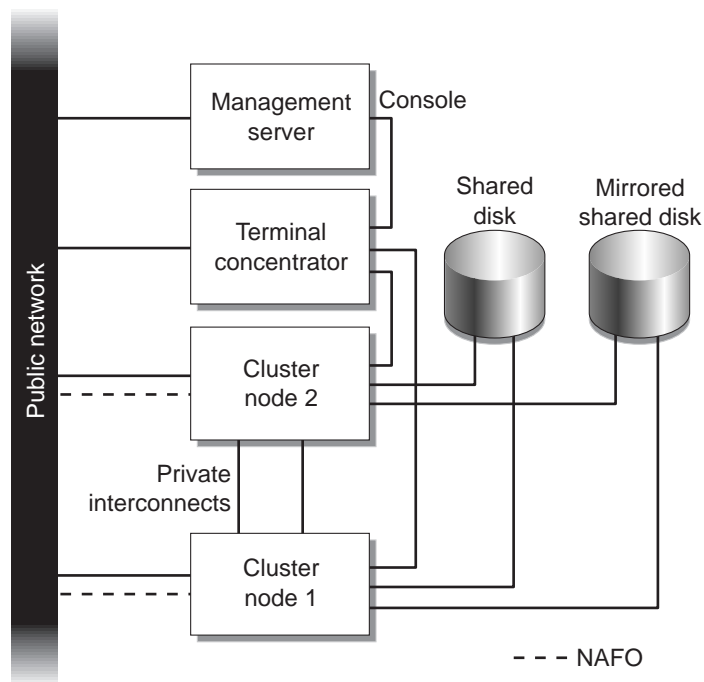 Public network
Management
server
Console
Terminal
concentrator
Shared
disk
Mirrored
shared disk
Cluster
node 2
Private
interconnects
Cluster
node 1
NAFO